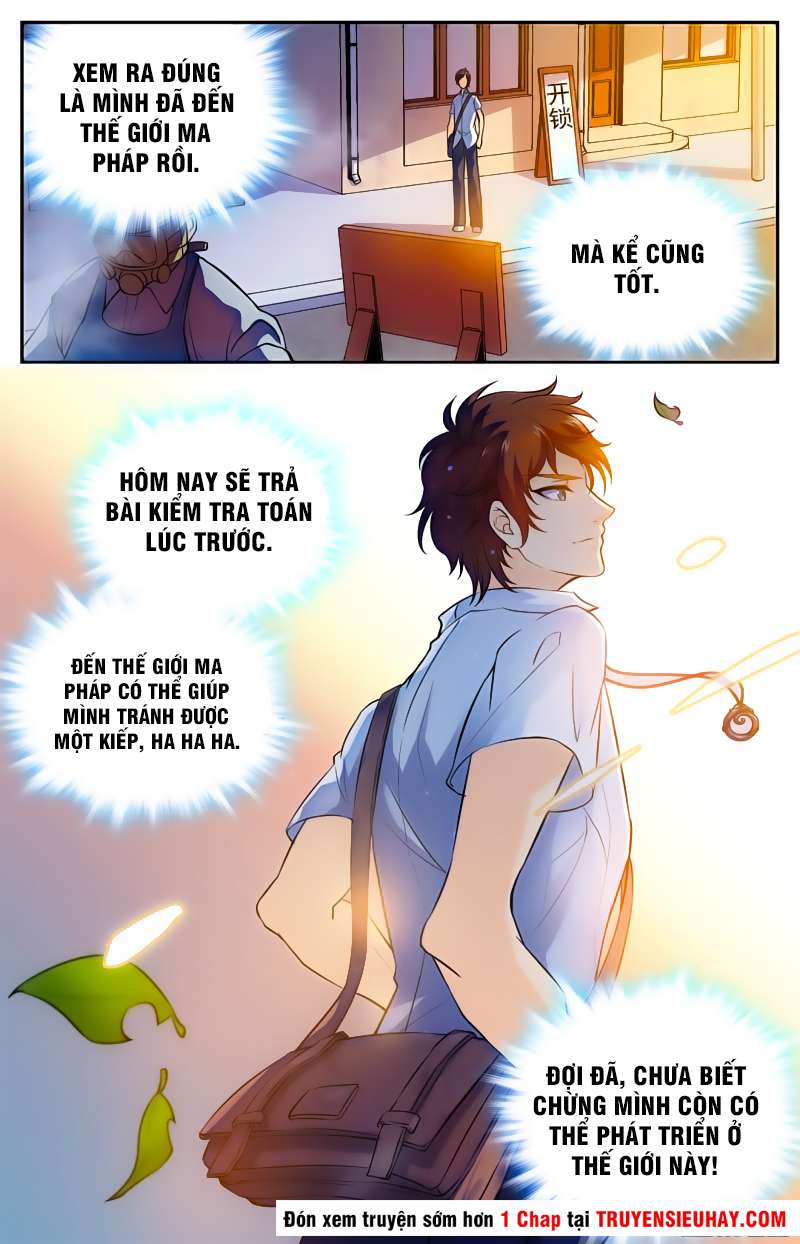 XEM RA ĐÚNG
LÀ MÌNH ĐÃ ĐẾN
THẾ GIỚI MA
PHÁP RỒI.
开锁
MÀ KỂ CŨNG
TỐT.
HÔM NAY SẼ TRẢ
BÀI KIỂM TRA TOÁN
LÚC TRƯỚC.
ĐẾN THẾ GIỚI MA
PHÁP CÓ THỂ GIÚP
MÌNH TRÁNH ĐƯỢC
MỘT KIẾP, HA HA HA.
ĐỢI ĐÃ, CHƯA BIẾT
CHỪNG MÌNH CÒN CÓ
THỂ PHÁT TRIỂN Ở
THẾ GIỚI NÀY!
Đón xem truyện sớm hơn 1 Chap tại TRUYENSIEUHAY.COM